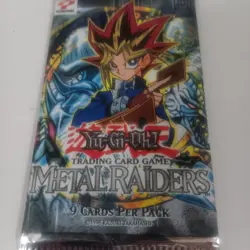 Yu-Gi-Oh!
TRADING CARD GAME
METAL RAIDERS
9 CARDS PER PACK